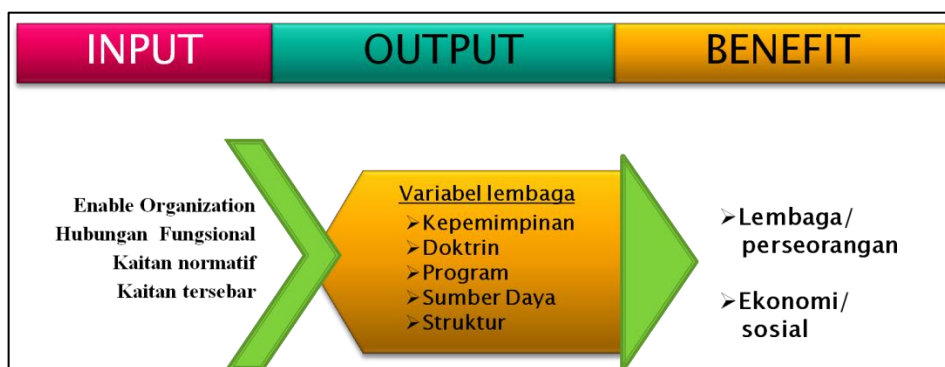 INPUT
OUTPUT
BENEFIT
Enable Organization
Hubungan Fungsional
Kaitan normatif
Kaitan tersebar
Variabel lembaga
➢Kepemimpinan
➢Doktrin
➢Program
➢Sumber Daya
➢Struktur
➢Lembaga/
perseorangan
➢Ekonomi/
sosial